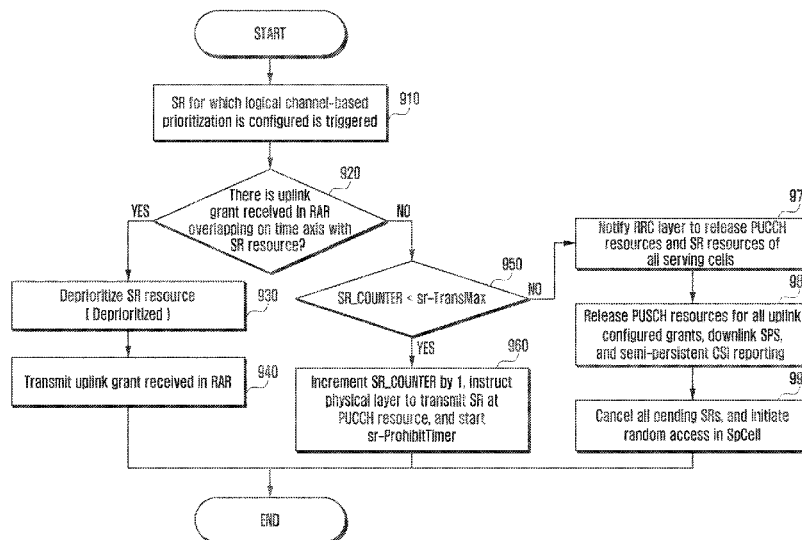 START
910
SR for which logical channel-based
prioritization is configured is triggered
920
There is uplink
grant received in RAR
overlapping on time axis with
SR resource?
YES
NO
930
Deprioritize SR resource
( Deprioritized )
940
Transmit uplink grant received in RAR
950
SR_COUNTER < sr-TransMax
NO
YES
960
Increment SR_COUNTER by 1, instruct
physical layer to transmit SR at
PUCCH resource, and start
sr-ProhibitTimer
97
Notify RRC layer to release PUCCH
resources and SR resources of
all serving cells
98
Release PUSCH resources for all uplink
configured grants, downlink SPS,
and semi-persistent CSI reporting
99
Cancel all pending SRs, and initiate
random access in SpCell
END